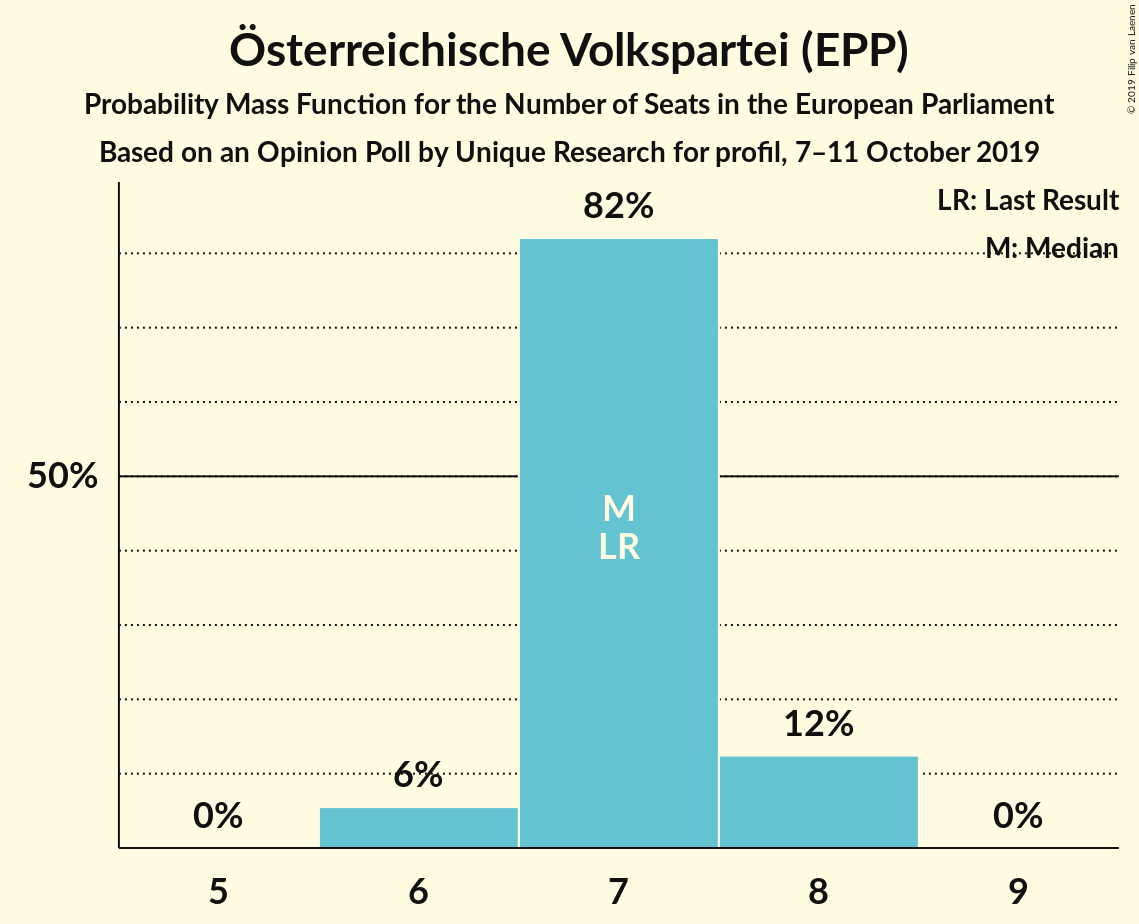 Österreichische Volkspartei (EPP)
Probability Mass Function for the Number of Seats in the European Parliament
Based on an Opinion Poll by Unique Research for profil, 7–11 October 2019
© 2019 Filip van Laenen
LR: Last Result
M: Median
82%
50%
M
LR
12%
6%
0%
0%
5
6
7
8
9